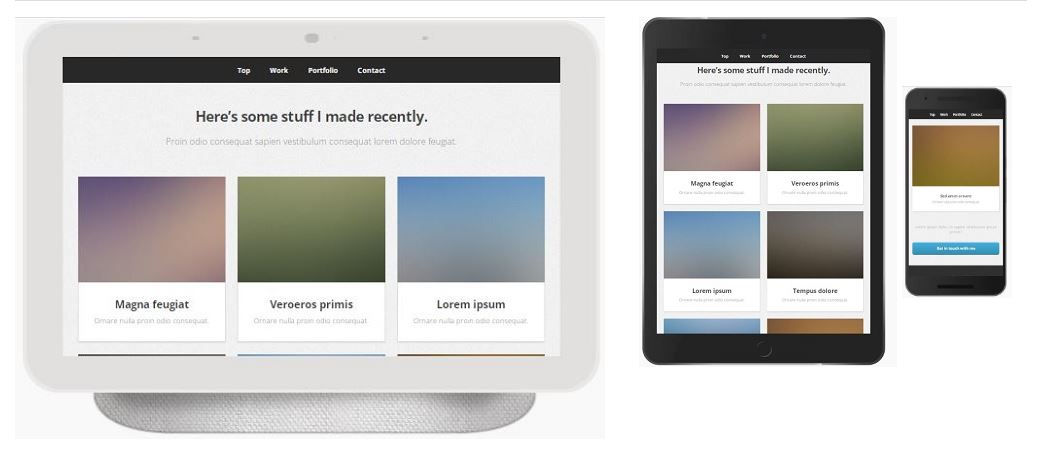 Top Work Portfolio Contact
Here's some stuff I made recently.
Proin odio consequat sapien vestibulum consequat lorem dolore feugiat.
Magna feugiat Veroeros primis Lorem ipsum
Ornare nulla proin odio consequat. Ornare nulla proin odio consequat. Ornare nulla proin odio consequat.
Top Work Portfolio Contact
Here's some stuff I made recently.
Proin odio consequat sapien vestibulum consequat lorem dolore feugiat.
Magna feugiat Veroeros primis
Ornare nulla proin odio consequat. Ornare nulla proin odio consequat.
Lorem ipsum Tempus dolore
Ornare nulla proin odio consequat. Ornare nulla proin odio consequat.
Top Work Portfolio Contact
Sed amet ornare
Ornare nulla proin odio consequat.
Get in touch with me